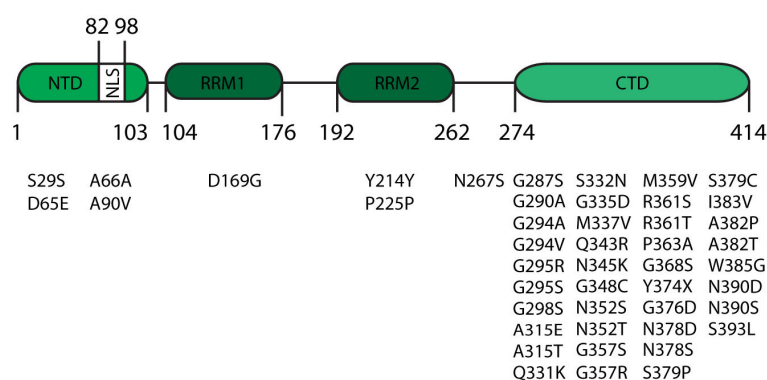 82 98
NTD NLS RRM1 RRM2 CTD
1 103 104 176 192 262 274 414
S29S A66A D169G Y214Y N267S G287S S332N M359V S379C
D65E A90V P225P G290A G335D R361S I383V
G294A M337V R361T A382P
G294V Q343R P363A A382T
G295R N345K G368S W385G
G295S G348C Y374X N390D
G298S N352S G376D N390S
A315E N352T N378D S393L
A315T G357S N378S
Q331K G357R S379P